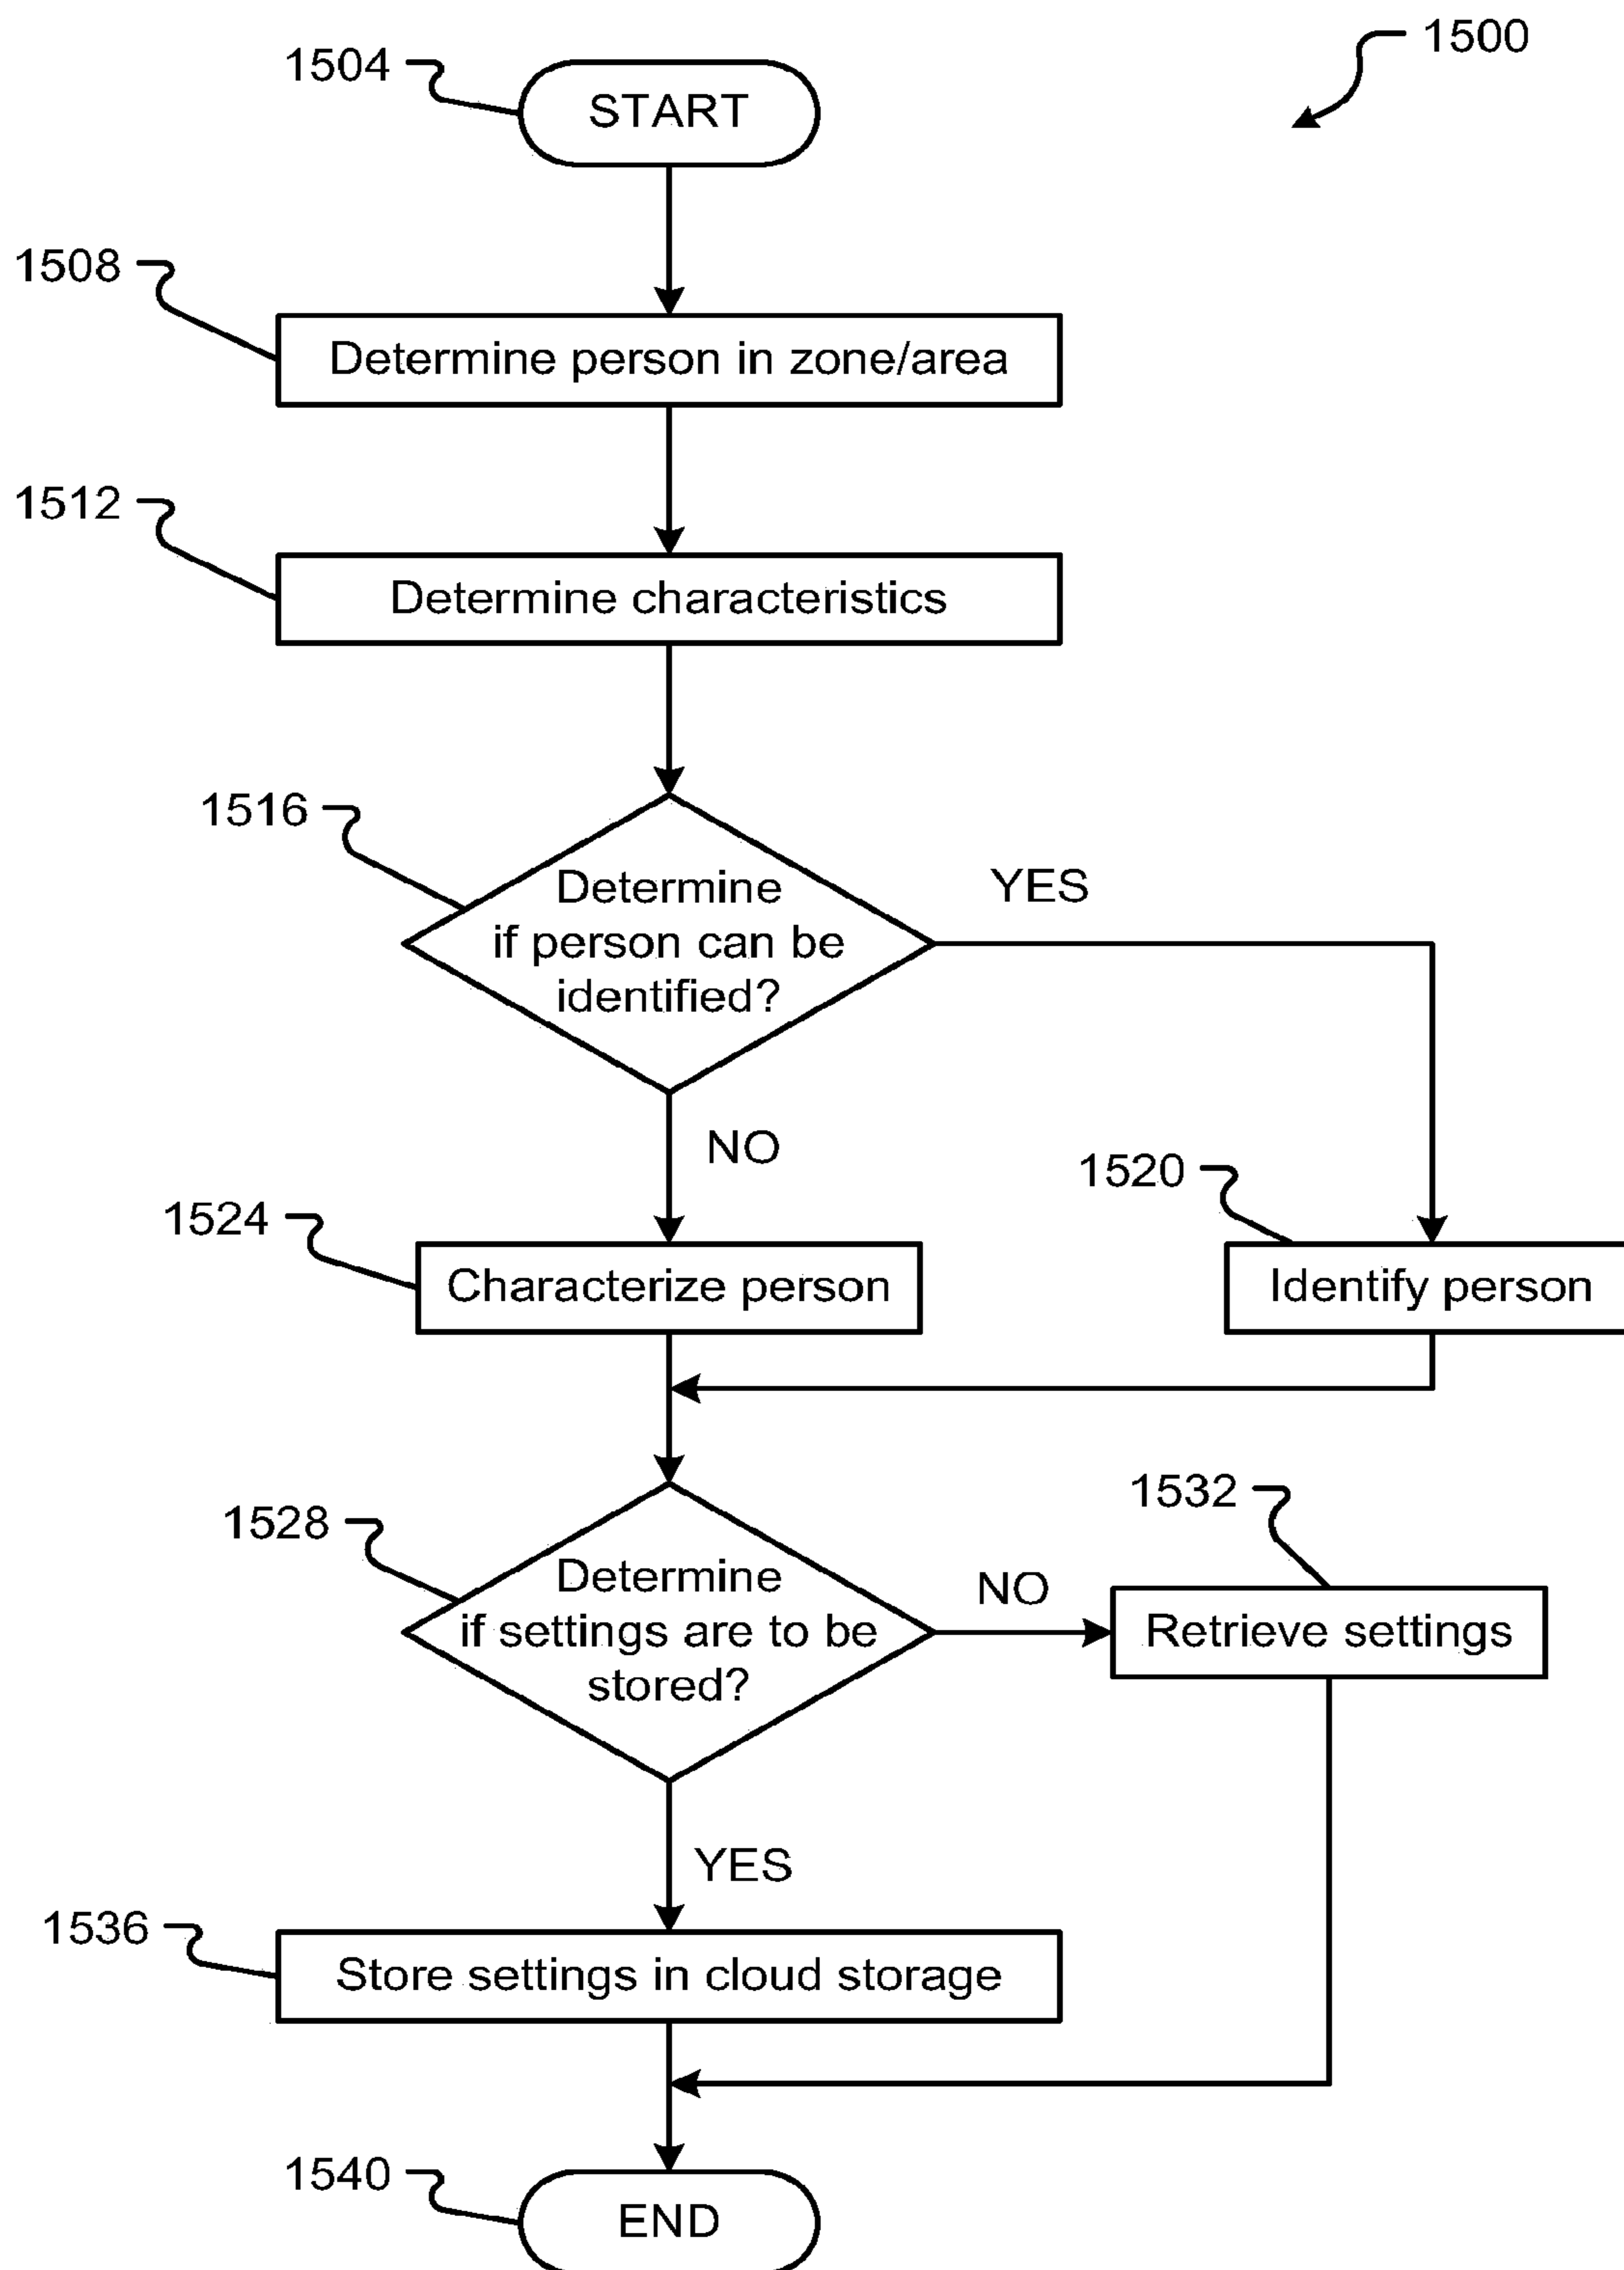 1500
1504
START
1508
Determine person in zone/area
1512
Determine characteristics
1516
Determine
if person can be
identified?
YES
NO
1520
1524
Characterize person
Identify person
1528
1532
Determine
if settings are to be
stored?
NO
Retrieve settings
YES
1536
Store settings in cloud storage
1540
END